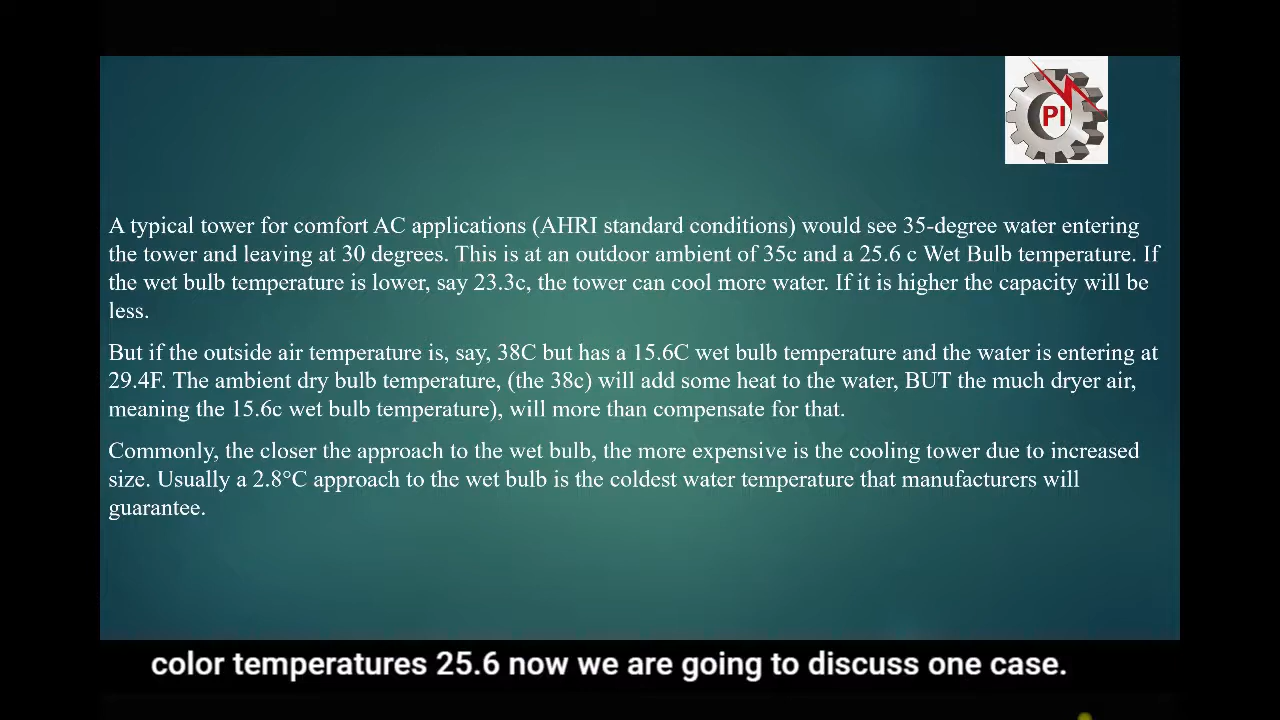 PI
A typical tower for comfort AC applications (AHRI standard conditions) would see 35-degree water entering
the tower and leaving at 30 degrees. This is at an outdoor ambient of 35c and a 25.6 c Wet Bulb temperature. If
the wet bulb temperature is lower, say 23.3c, the tower can cool more water. If it is higher the capacity will be
less.
But if the outside air temperature is, say, 38C but has a 15.6C wet bulb temperature and the water is entering at
29.4F. The ambient dry bulb temperature, (the 38c) will add some heat to the water, BUT the much dryer air,
meaning the 15.6c wet bulb temperature), will more than compensate for that.
Commonly, the closer the approach to the wet bulb, the more expensive is the cooling tower due to increased
size. Usually a 2.8°C approach to the wet bulb is the coldest water temperature that manufacturers will
guarantee.
color temperatures 25.6 now we are going to discuss one case.